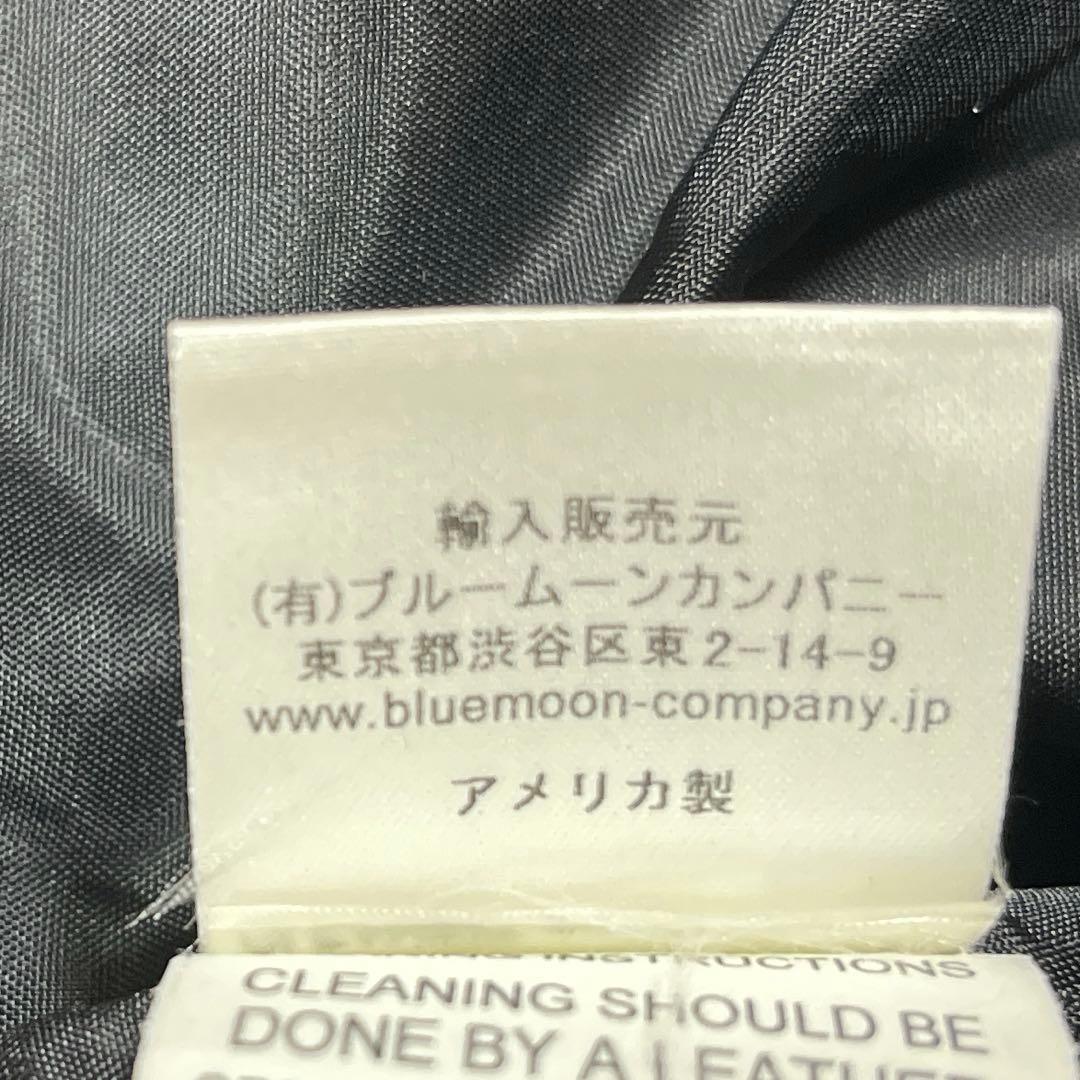 輸入販売元
(有)ブルームーンカンパニー
東京都渋谷区東2-14-9
www.bluemoon-company.jp
アメリカ製
INSTRUCTIONS
CLEANING SHOULD BE
DONE BY A LEATHER